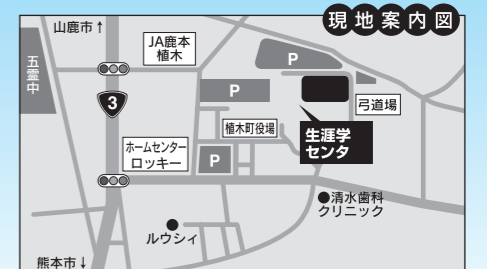 現地案内図
山鹿市↑
JA鹿本
植木
五霊中
P
P
3
弓道場
植木町役場
生涯学
センタ
ホームセンター
ロッキー
P
●清水歯科
クリニック
ルウシィ
熊本市↓